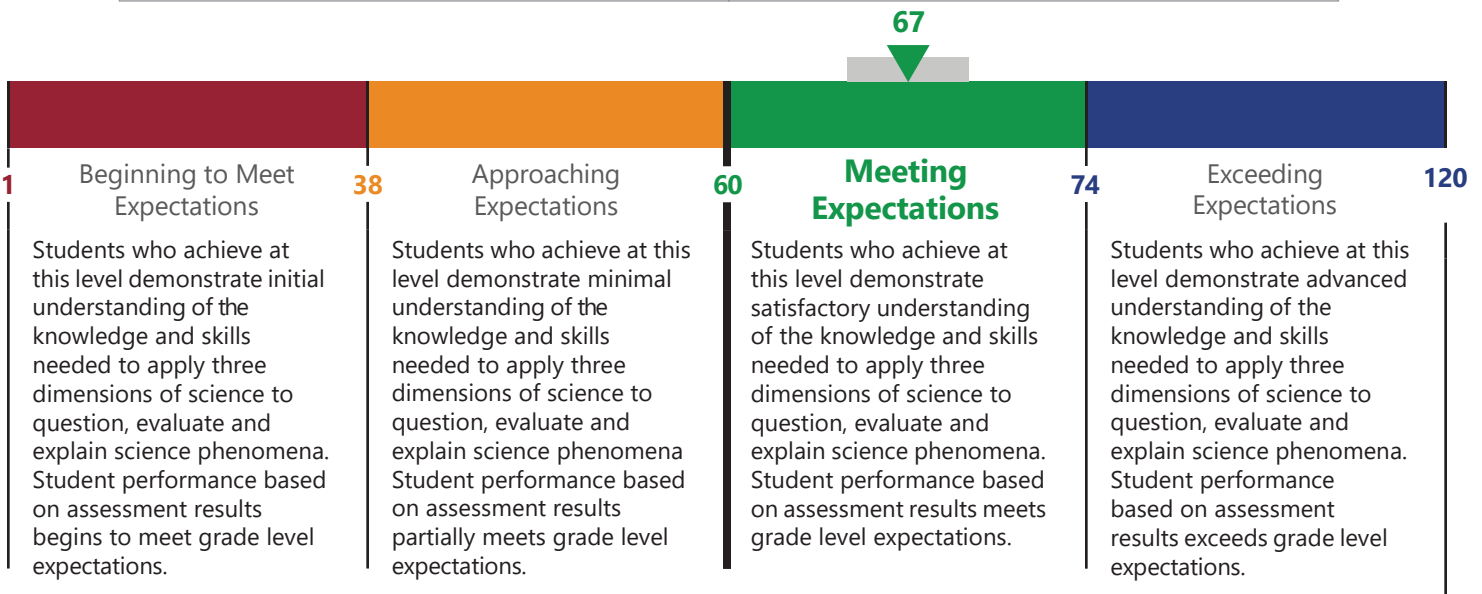 67
1
Beginning to Meet
Expectations
38
Approaching
Expectations
60
Meeting
Expectations
74
Exceeding
Expectations
120
Students who achieve at
this level demonstrate initial
understanding of the
knowledge and skills
needed to apply three
dimensions of science to
question, evaluate and
explain science phenomena.
Student performance based
on assessment results
begins to meet grade level
expectations.
Students who achieve at this
level demonstrate minimal
understanding of the
knowledge and skills
needed to apply three
dimensions of science to
question, evaluate and
explain science phenomena
Student performance based
on assessment results
partially meets grade level
expectations.
Students who achieve at
this level demonstrate
satisfactory understanding
of the knowledge and skills
needed to apply three
dimensions of science to
question, evaluate and
explain science phenomena.
Student performance based
on assessment results meets
grade level expectations.
Students who achieve at this
level demonstrate advanced
understanding of the
knowledge and skills
needed to apply three
dimensions of science to
question, evaluate and
explain science phenomena.
Student performance
based on assessment
results exceeds grade level
expectations.